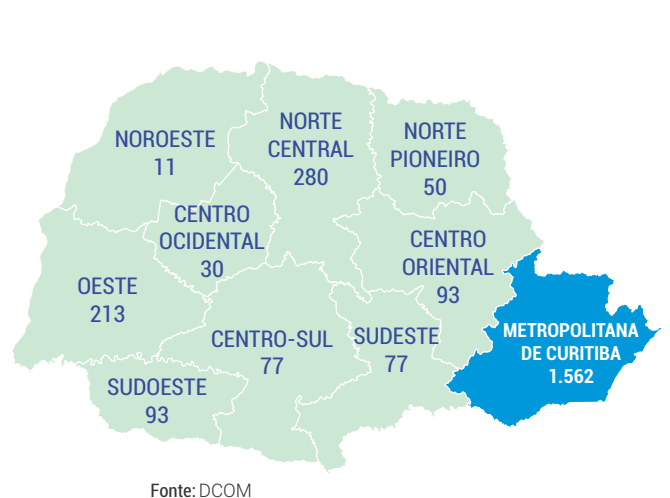 NOROESTE
11
NORTE
CENTRAL
280
NORTE
PIONEIRO
50
CENTRO
OCIDENTAL
30
CENTRO
ORIENTAL
93
OESTE
213
CENTRO-SUL
77
SUDESTE
77
METROPOLITANA
DE CURITIBA
1.562
SUDOESTE
93
Fonte: DCOM